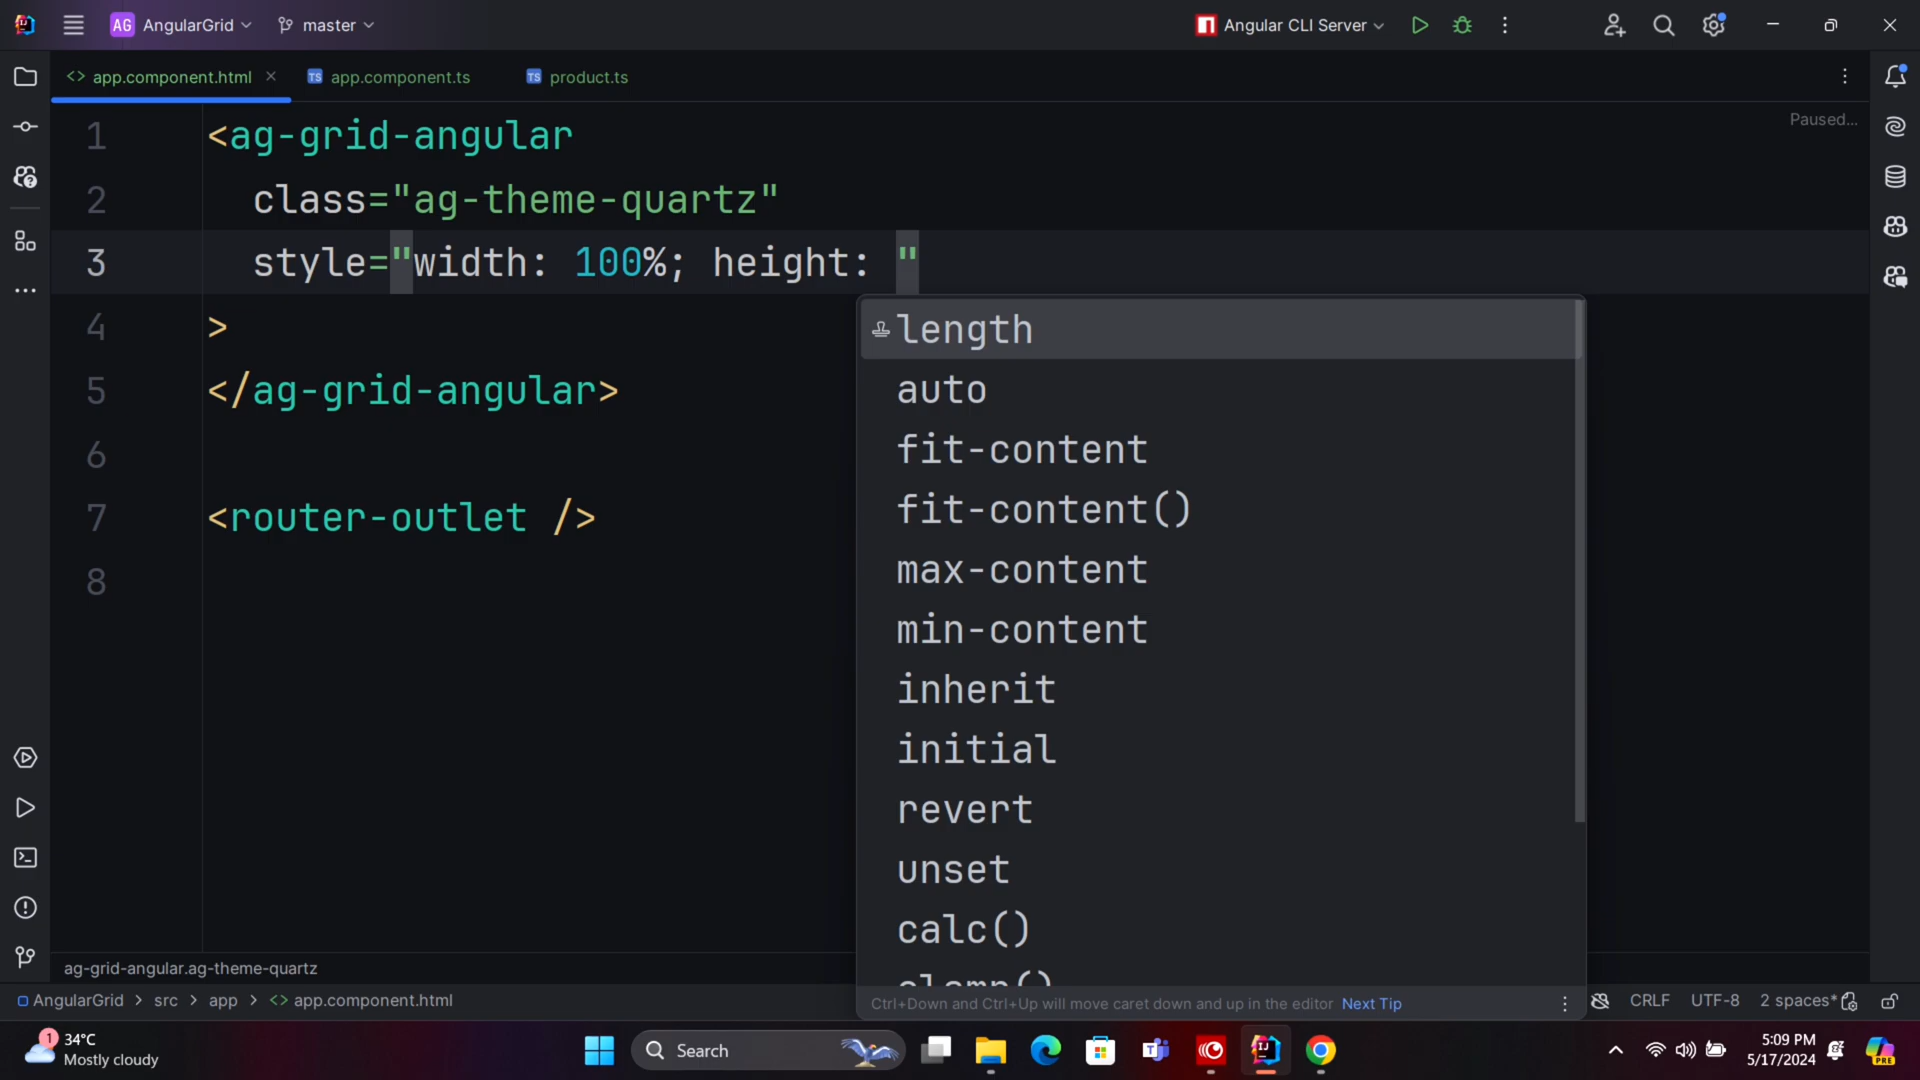 AG AngularGrid master Angular CLI Server
<> app.component.html TS app.component.ts TS product.ts
Paused...
1 <ag-grid-angular
2 class="ag-theme-quartz"
3 style="width: 100%; height: "
4 >
5 </ag-grid-angular>
6
7 <router-outlet />
8
length
auto
fit-content
fit-content()
max-content
min-content
inherit
initial
revert
unset
calc()
clamp()
Ctrl+Down and Ctrl+Up will move caret down and up in the editor Next Tip
ag-grid-angular.ag-theme-quartz
AngularGrid > src > app > <> app.component.html CRLF UTF-8 2 spaces*
1 34°C
Mostly cloudy
Search
5:09 PM
5/17/2024
PRE